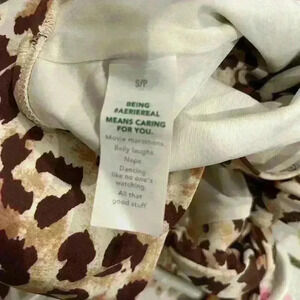 S/P
BEING
#AERIEREAL
MEANS CARING
FOR YOU.
Movie marathons.
Belly laughs.
Naps.
Dancing
like no one's
watching.
All that
good stuff